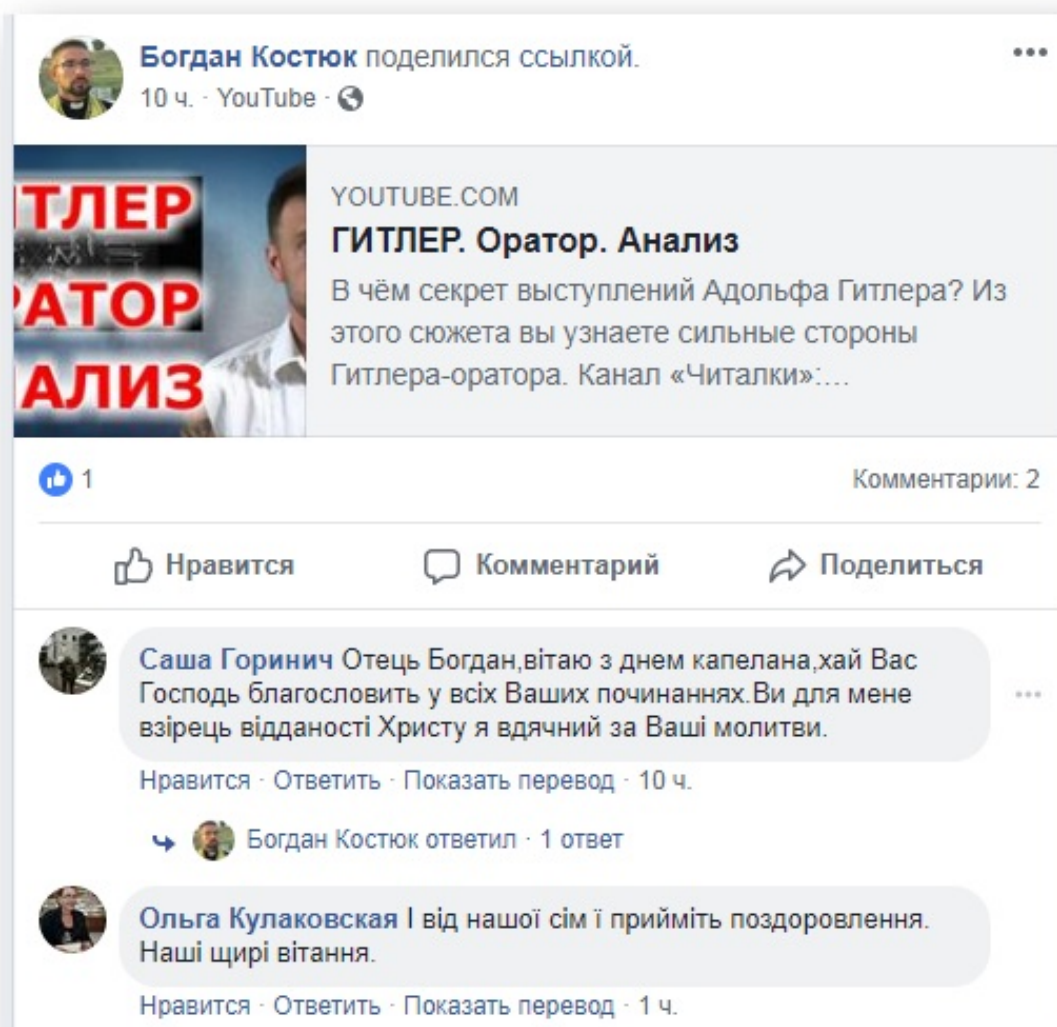 Богдан Костюк поделился ссылкой.
10 ч. · YouTube ·
ТЛЕР
РАТОР
АЛИЗ
YOUTUBE.COM
ГИТЛЕР. Оратор. Анализ
В чём секрет выступлений Адольфа Гитлера? Из
этого сюжета вы узнаете сильные стороны
Гитлера-оратора. Канал «Читалки»:...
1
Комментарии: 2
Нравится Комментарий Поделиться
Саша Горинич Отець Богдан,вітаю з днем капелана,хай Вас
Господь благословить у всіх Ваших починаннях.Ви для мене
взірець відданості Христу я вдячний за Ваші молитви.
Нравится · Ответить · Показать перевод · 10 ч.
Богдан Костюк ответил · 1 ответ
Ольга Кулаковская І від нашої сім ї прийміть поздоровлення.
Наші щирі вітання.
Нравится · Ответить · Показать перевод · 1 ч.